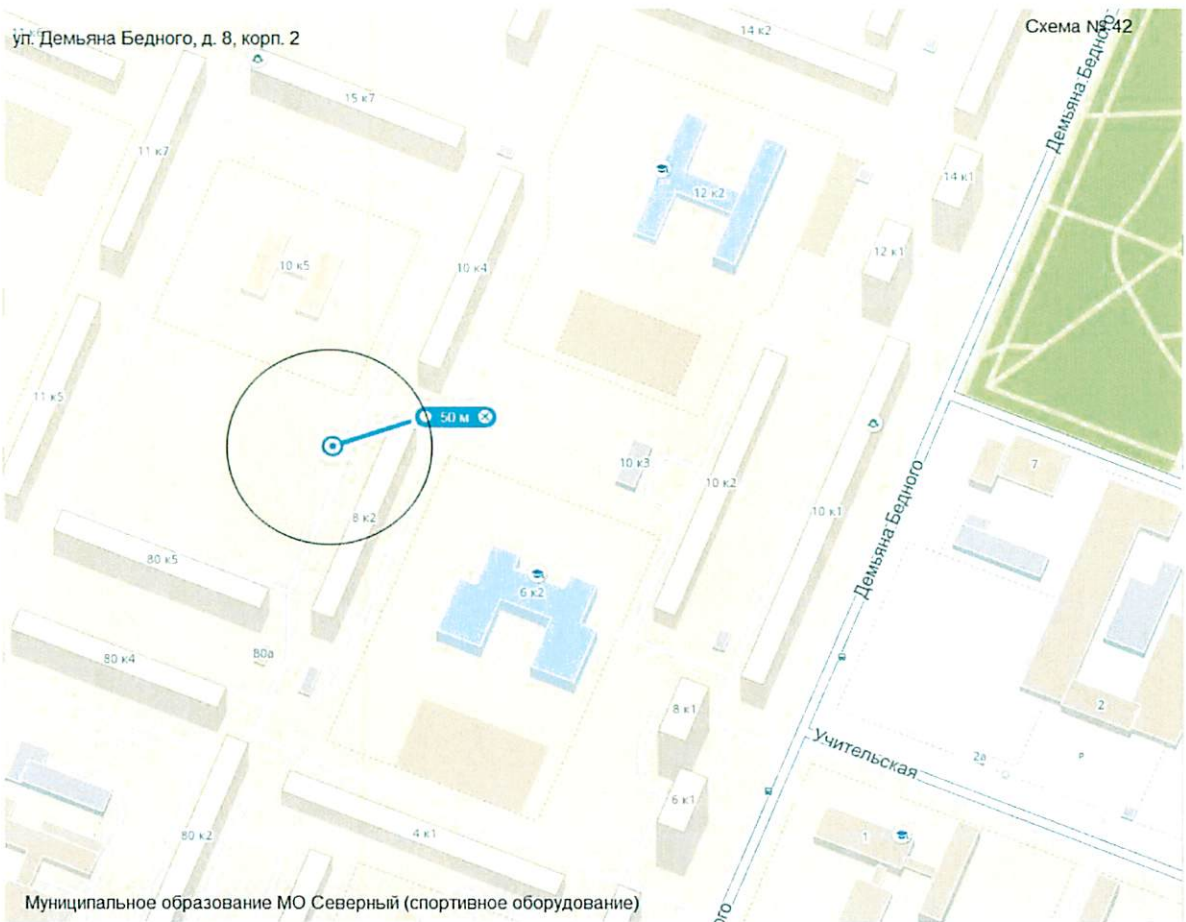 ул. Демьяна Бедного, д. 8, корп. 2
Схема № 42
14 к2
Демьяна Бедного
15 к7
11 к7
12 к2
14 к1
10 к5
10 к4
12 к1
11 к5
50 м
10 к3
10 к2
7
10 к1
8 к2
Демьяна Бедного
80 к5
6 к2
80а
80 к4
8 к1
2
Учительская
2а
Р
6 к1
80 к2
4 к1
1
Муниципальное образование МО Северный (спортивное оборудование)
ого